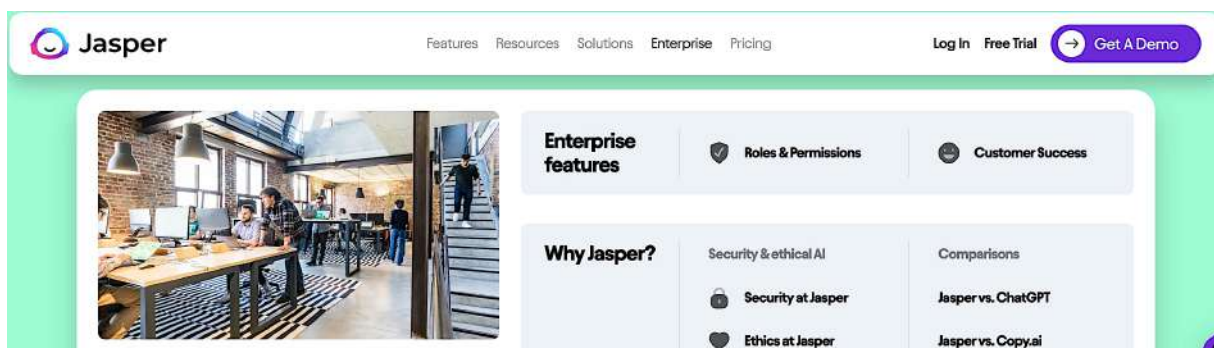 Jasper
Features Resources Solutions Enterprise Pricing
Log In Free Trial Get A Demo
Enterprise
features
Roles & Permissions
Customer Success
Why Jasper?
Security & ethical AI
Security at Jasper
Ethics at Jasper
Comparisons
Jasper vs. ChatGPT
Jasper vs. Copy.ai